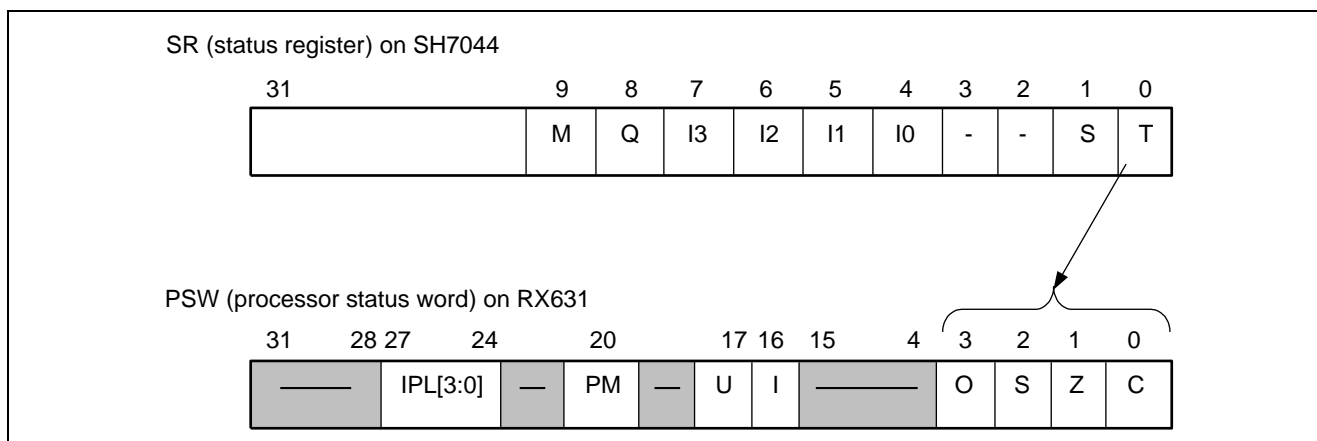 SR (status register) on SH7044
31 9 8 7 6 5 4 3 2 1 0
M Q I3 I2 I1 I0 - - S T
PSW (processor status word) on RX631
31 28 27 24 20 17 16 15 4 3 2 1 0
— IPL[3:0] — PM — U I — O S Z C